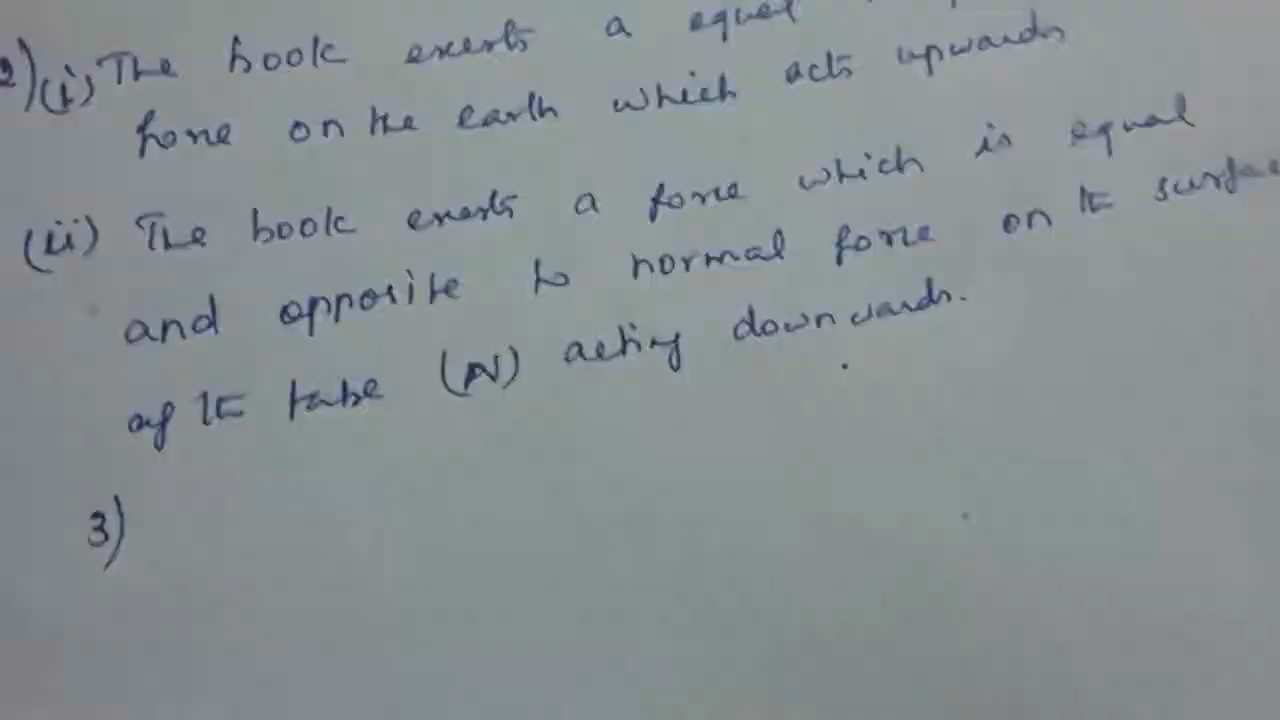 2) (i) The book exerts a equal
force on the earth which acts upwards
(ii) The book exerts a force which is equal
and opposite to normal force on the surface
of the table (N) acting downwards.
3)